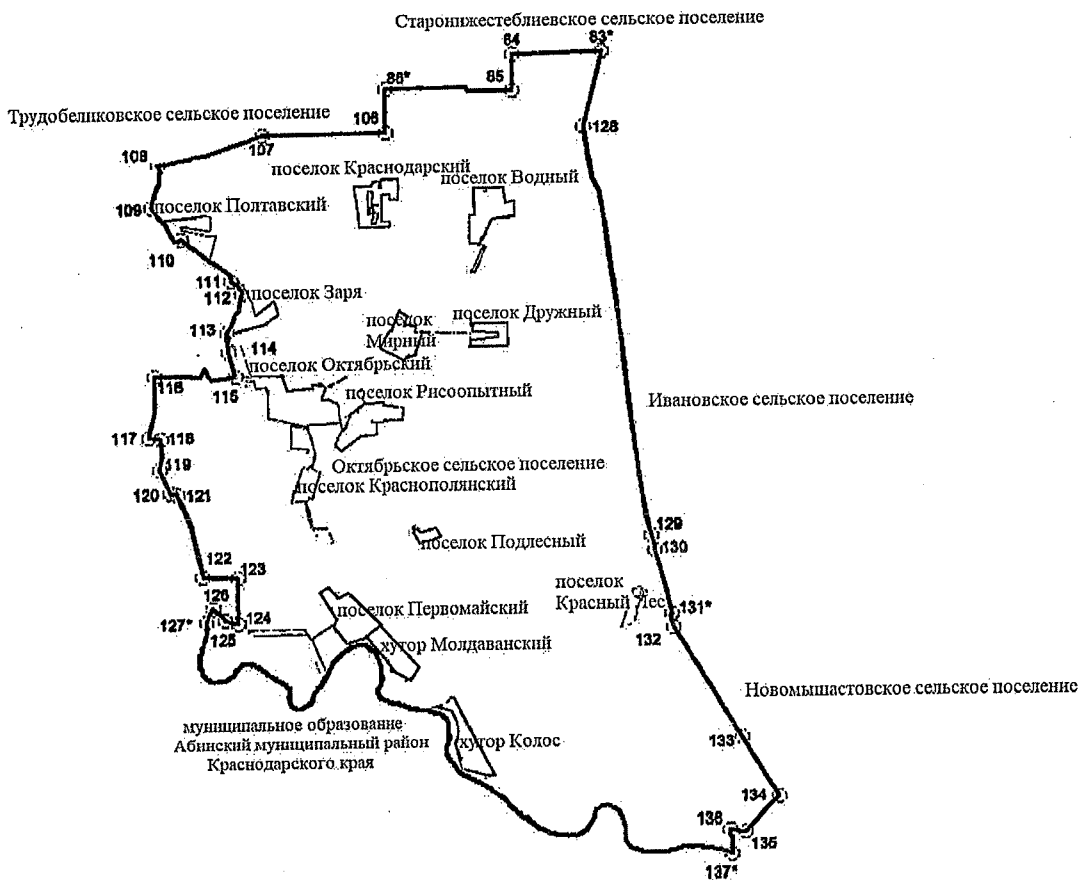 Старонижестеблиевское сельское поселение
64
83*
86*
85
Трудобеликовское сельское поселение
106
107
128
108
поселок Краснодарский
поселок Водный
109
поселок Полтавский
110
111
112
поселок Заря
113
поселок
Мирный
поселок Дружный
114
поселок Октябрьский
116
115
поселок Рисоопытный
Ивановское сельское поселение
117
118
119
Октябрьское сельское поселение
120
121
поселок Краснополянский
129
поселок Подлесный
130
122
123
поселок
Красный Лес
126
131*
127*
124
поселок Первомайский
125
132
хутор Молдаванский
Новомышастовское сельское поселение
муниципальное образование
Абинский муниципальный район
Краснодарского края
хутор Колос
133
134
136
135
137*